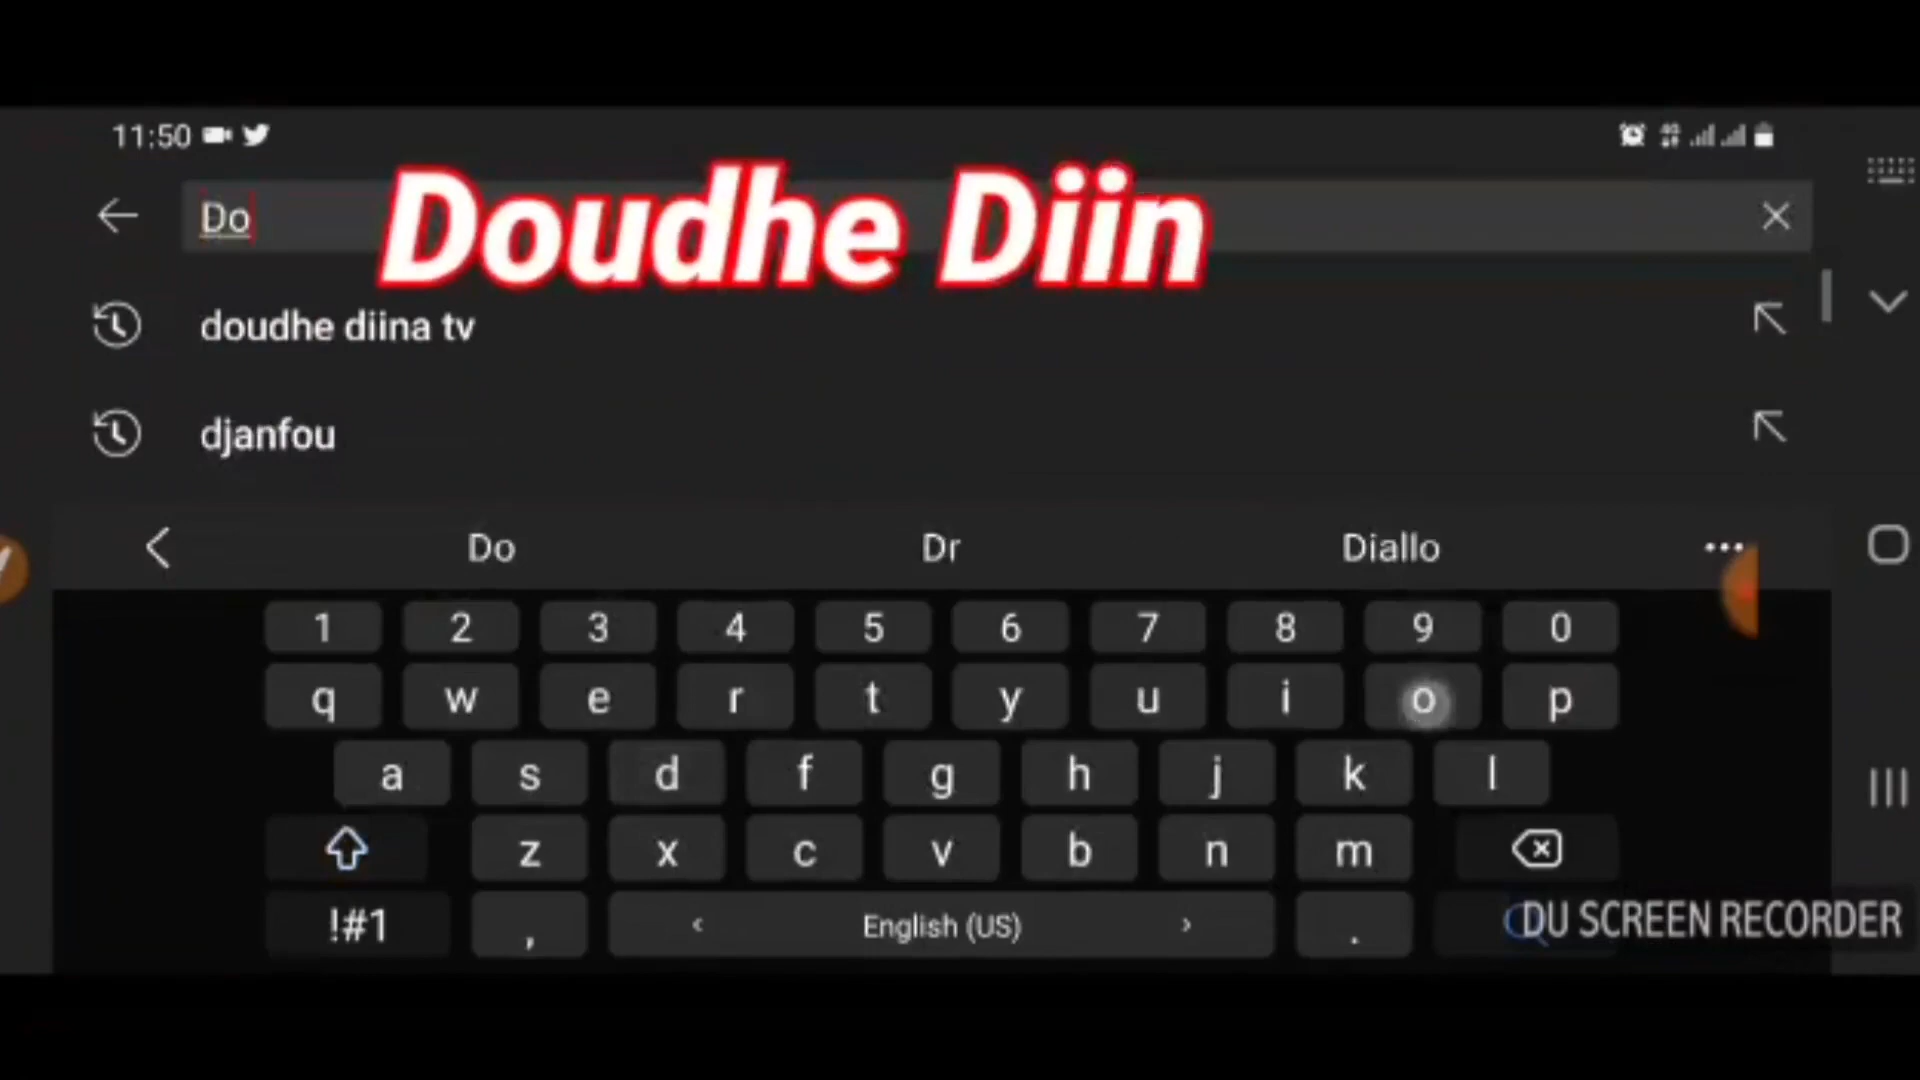 11:50
Do
Doudhe Diin
doudhe diina tv
djanfou
Do Dr Diallo
1 2 3 4 5 6 7 8 9 0
q w e r t y u i o p
a s d f g h j k l
z x c v b n m
!#1 , < English (US) > .
DU SCREEN RECORDER